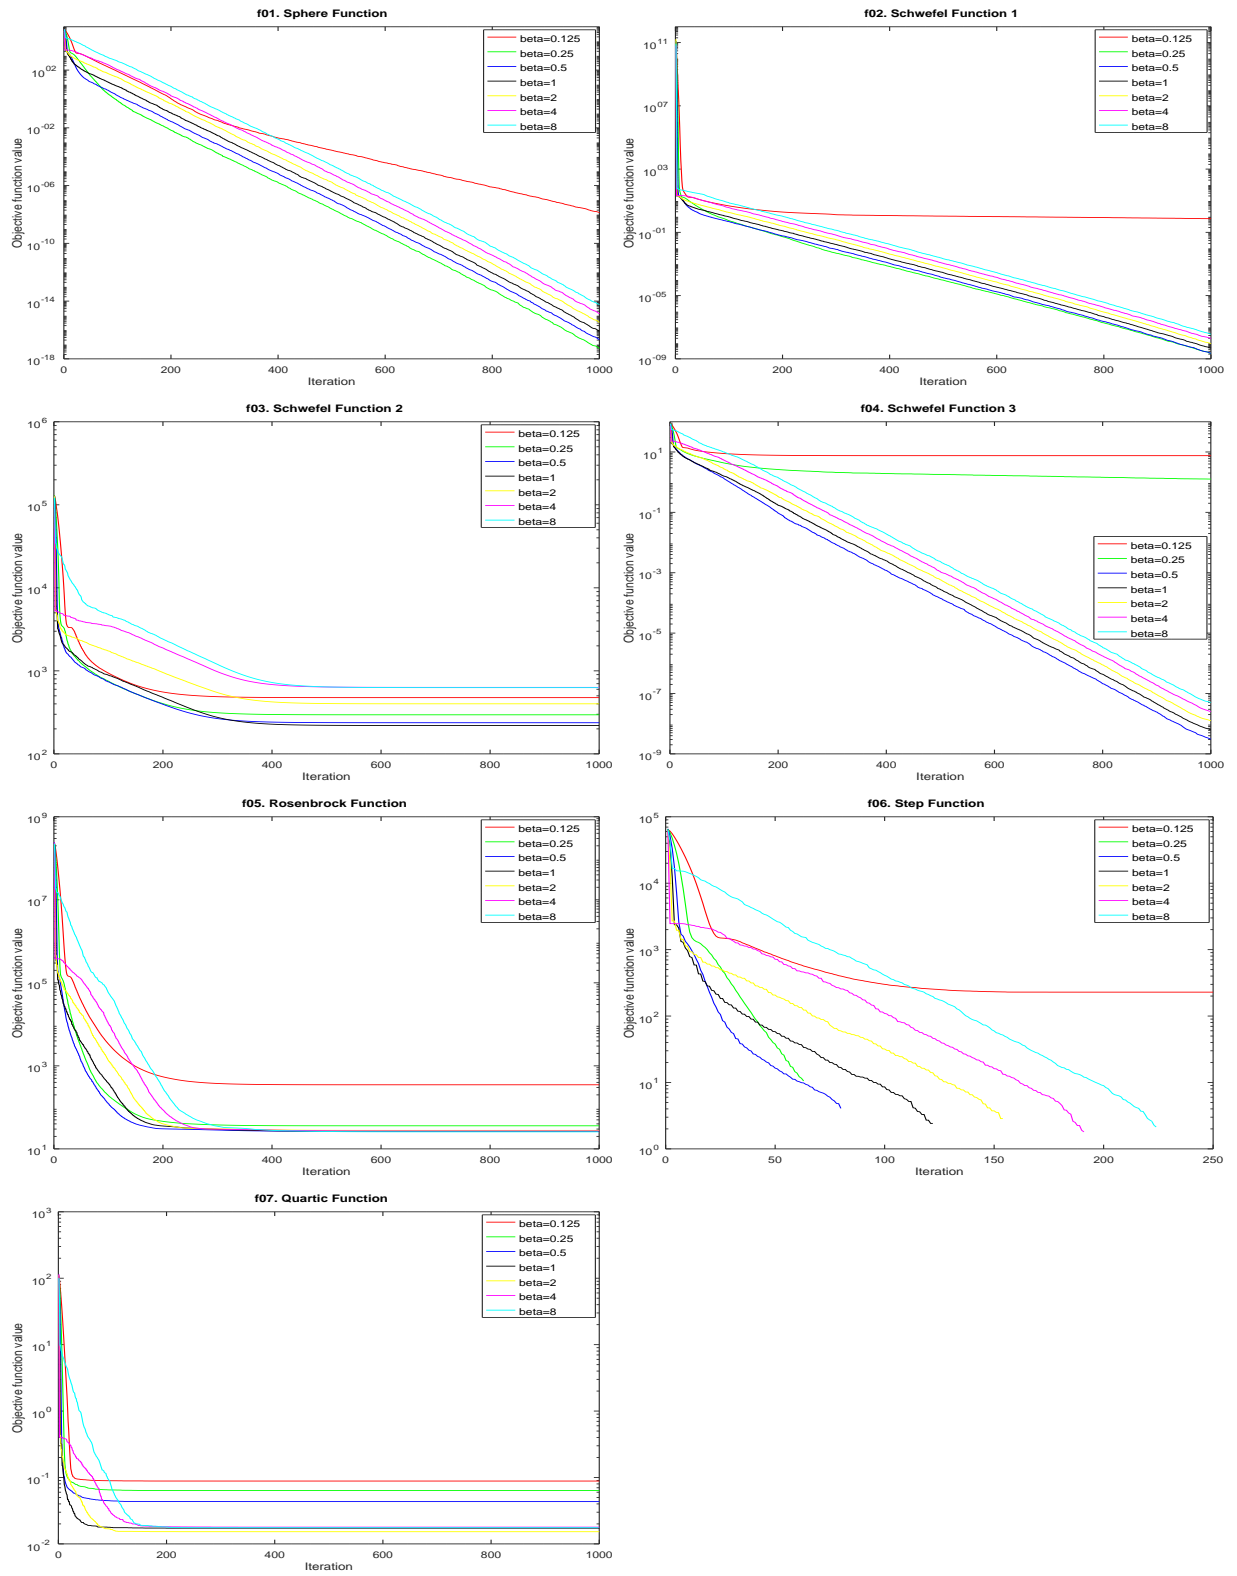 f01. Sphere Function
10^02
10^-02
10^-06
10^-10
10^-14
10^-18
Objective function value
0 200 400 600 800 1000
Iteration
beta=0.125
beta=0.25
beta=0.5
beta=1
beta=2
beta=4
beta=8
f02. Schwefel Function 1
10^11
10^07
10^03
10^-01
10^-05
10^-09
Objective function value
0 200 400 600 800 1000
Iteration
beta=0.125
beta=0.25
beta=0.5
beta=1
beta=2
beta=4
beta=8
f03. Schwefel Function 2
10^6
10^5
10^4
10^3
10^2
Objective function value
0 200 400 600 800 1000
Iteration
beta=0.125
beta=0.25
beta=0.5
beta=1
beta=2
beta=4
beta=8
f04. Schwefel Function 3
10^1
10^-1
10^-3
10^-5
10^-7
10^-9
Objective function value
0 200 400 600 800 1000
Iteration
beta=0.125
beta=0.25
beta=0.5
beta=1
beta=2
beta=4
beta=8
f05. Rosenbrock Function
10^9
10^7
10^5
10^3
10^1
Objective function value
0 200 400 600 800 1000
Iteration
beta=0.125
beta=0.25
beta=0.5
beta=1
beta=2
beta=4
beta=8
f06. Step Function
10^5
10^4
10^3
10^2
10^1
10^0
Objective function value
0 50 100 150 200 250
Iteration
beta=0.125
beta=0.25
beta=0.5
beta=1
beta=2
beta=4
beta=8
f07. Quartic Function
10^3
10^2
10^1
10^0
10^-1
10^-2
Objective function value
0 200 400 600 800 1000
Iteration
beta=0.125
beta=0.25
beta=0.5
beta=1
beta=2
beta=4
beta=8